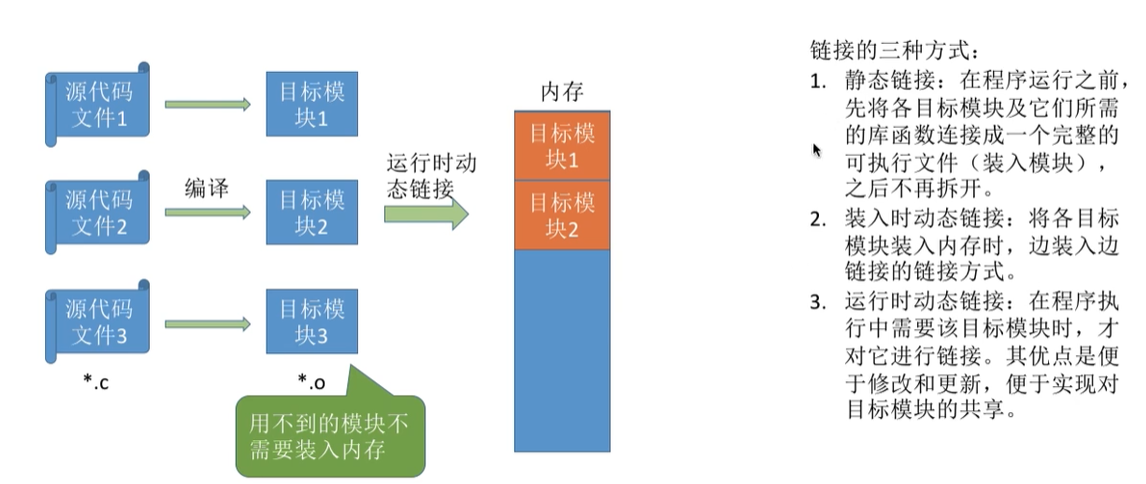 源代码
文件1
目标模
块1
源代码
文件2
编译
目标模
块2
源代码
文件3
目标模
块3
*.c
*.o
用不到的模块不
需要装入内存
运行时动
态链接
内存
目标模
块1
目标模
块2
链接的三种方式：
1. 静态链接：在程序运行之前，
先将各目标模块及它们所需
的库函数连接成一个完整的
可执行文件（装入模块），
之后不再拆开。
2. 装入时动态链接：将各目标
模块装入内存时，边装入边
链接的链接方式。
3. 运行时动态链接：在程序执
行中需要该目标模块时，才
对它进行链接。其优点是便
于修改和更新，便于实现对
目标模块的共享。